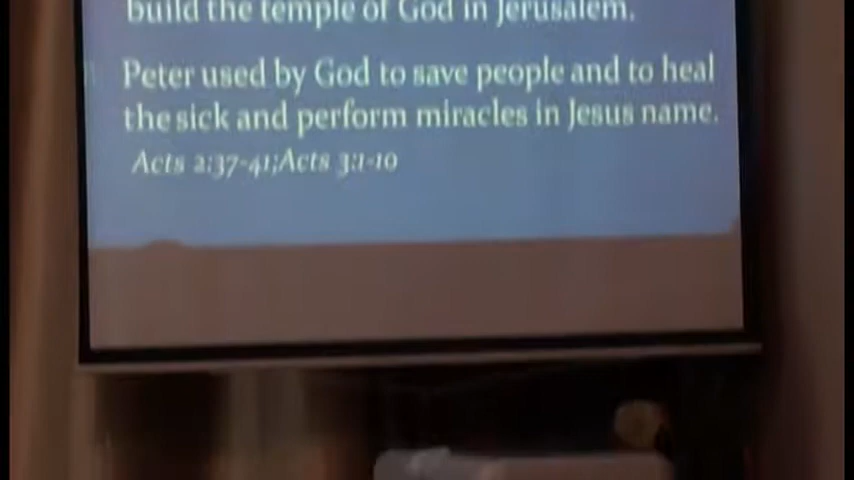 build the temple of God in Jerusalem.
Peter used by God to save people and to heal
the sick and perform miracles in Jesus name.
Acts 2:37-41;Acts 3:1-10